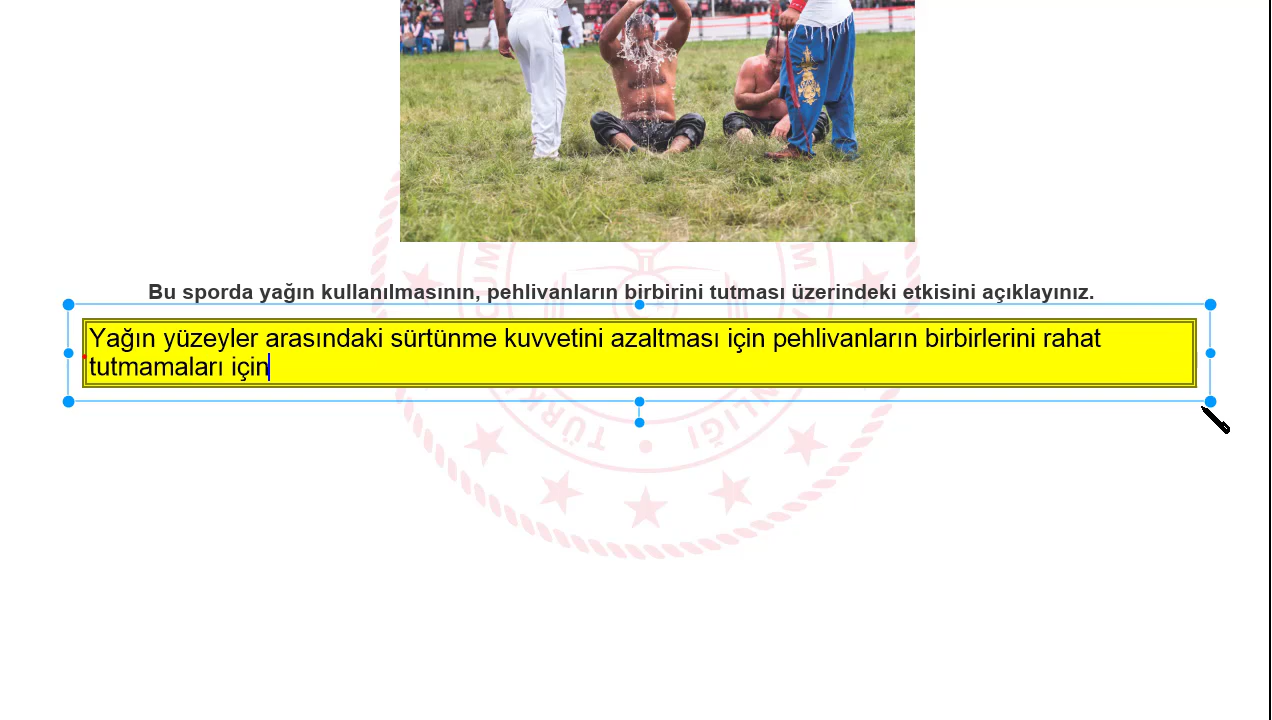 Bu sporda yağın kullanılmasının, pehlivanların birbirini tutması üzerindeki etkisini açıklayınız.
Yağın yüzeyler arasındaki sürtünme kuvvetini azaltması için pehlivanların birbirlerini rahat
tutmamaları için